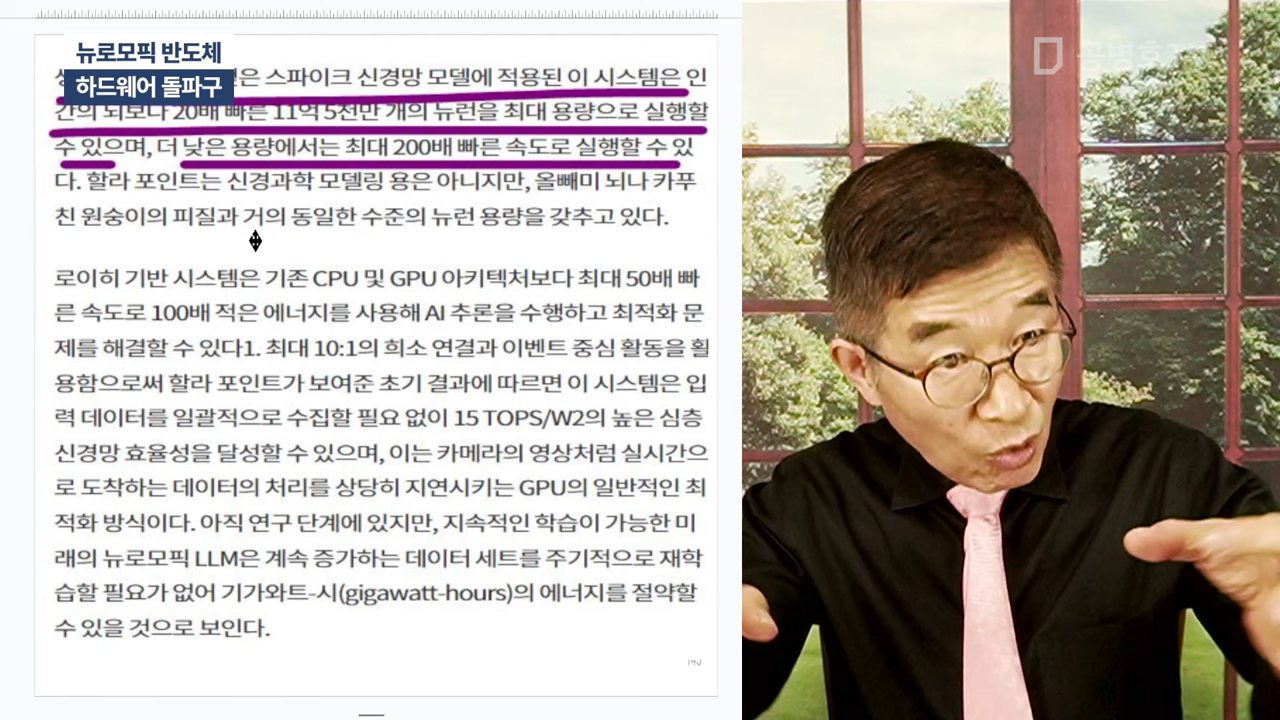 뉴로모픽 반도체
하드웨어 돌파구
은 스파이크 신경망 모델에 적용된 이 시스템은 인
간의 뇌보다 20배 빠른 11억 5천만 개의 뉴런을 최대 용량으로 실행할
수 있으며, 더 낮은 용량에서는 최대 200배 빠른 속도로 실행할 수 있
다. 할라 포인트는 신경과학 모델링 용은 아니지만, 올빼미 뇌나 카푸
친 원숭이의 피질과 거의 동일한 수준의 뉴런 용량을 갖추고 있다.
로이히 기반 시스템은 기존 CPU 및 GPU 아키텍처보다 최대 50배 빠
른 속도로 100배 적은 에너지를 사용해 AI 추론을 수행하고 최적화 문
제를 해결할 수 있다1. 최대 10:1의 희소 연결과 이벤트 중심 활동을 활
용함으로써 할라 포인트가 보여준 초기 결과에 따르면 이 시스템은 입
력 데이터를 일괄적으로 수집할 필요 없이 15 TOPS/W2의 높은 심층
신경망 효율성을 달성할 수 있으며, 이는 카메라의 영상처럼 실시간으
로 도착하는 데이터의 처리를 상당히 지연시키는 GPU의 일반적인 최
적화 방식이다. 아직 연구 단계에 있지만, 지속적인 학습이 가능한 미
래의 뉴로모픽 LLM은 계속 증가하는 데이터 세트를 주기적으로 재학
습할 필요가 없어 기가와트-시(gigawatt-hours)의 에너지를 절약할
수 있을 것으로 보인다.
공병호